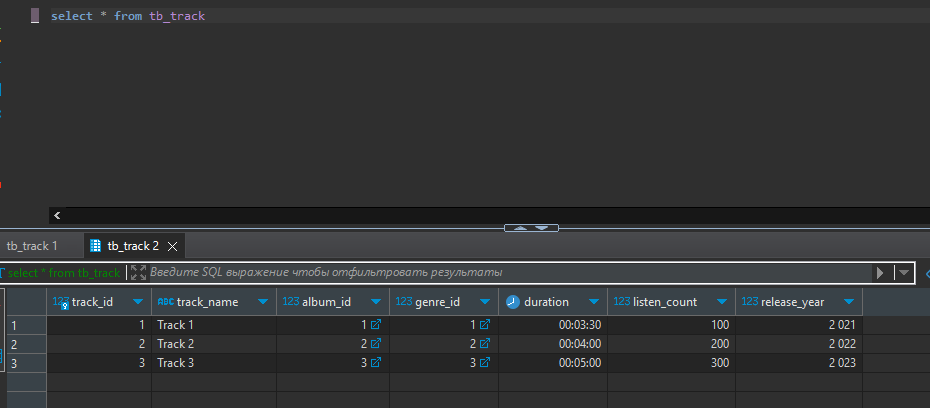 select * from tb_track
tb_track 1 tb_track 2
select * from tb_track Введите SQL выражение чтобы отфильтровать результаты
123 track_id ABC track_name 123 album_id 123 genre_id duration 123 listen_count 123 release_year
1 1 Track 1 1 1 00:03:30 100 2 021
2 2 Track 2 2 2 00:04:00 200 2 022
3 3 Track 3 3 3 00:05:00 300 2 023